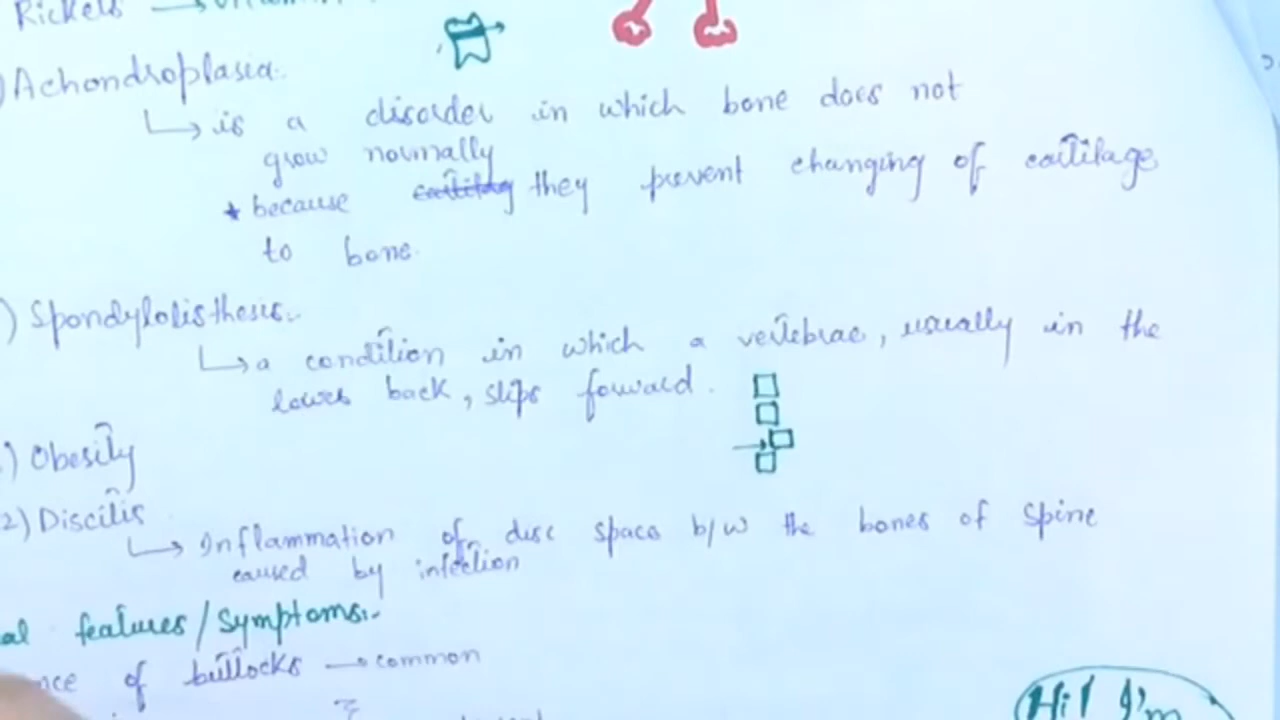 Rickets →
) Achondroplasia.
↳ is a disorder in which bone does not
grow normally
* because they prevent changing of cartilage
to bone.
) Spondylolisthesis.
↳ a condition in which a vertebrae, usually in the
lower back, slips forward.
.) Obesity
2) Discitis
↳ Inflammation of disc space b/w the bones of spine
caused by infection
al features/Symptoms:-
nce of buttocks → common
Hi! I'm